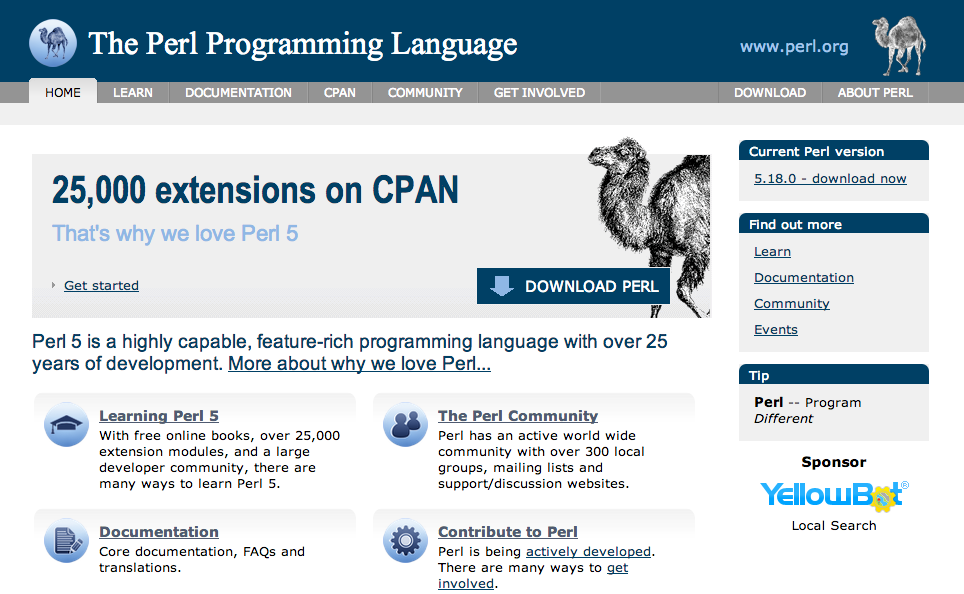 The Perl Programming Language
www.perl.org
HOME
LEARN
DOCUMENTATION
CPAN
COMMUNITY
GET INVOLVED
DOWNLOAD
ABOUT PERL
25,000 extensions on CPAN
That's why we love Perl 5
Get started
DOWNLOAD PERL
Perl 5 is a highly capable, feature-rich programming language with over 25
years of development. More about why we love Perl...
Learning Perl 5
With free online books, over 25,000
extension modules, and a large
developer community, there are
many ways to learn Perl 5.
The Perl Community
Perl has an active world wide
community with over 300 local
groups, mailing lists and
support/discussion websites.
Documentation
Core documentation, FAQs and
translations.
Contribute to Perl
Perl is being actively developed.
There are many ways to get
involved.
Current Perl version
5.18.0 - download now
Find out more
Learn
Documentation
Community
Events
Tip
Perl -- Program
Different
Sponsor
YellowBot®
Local Search